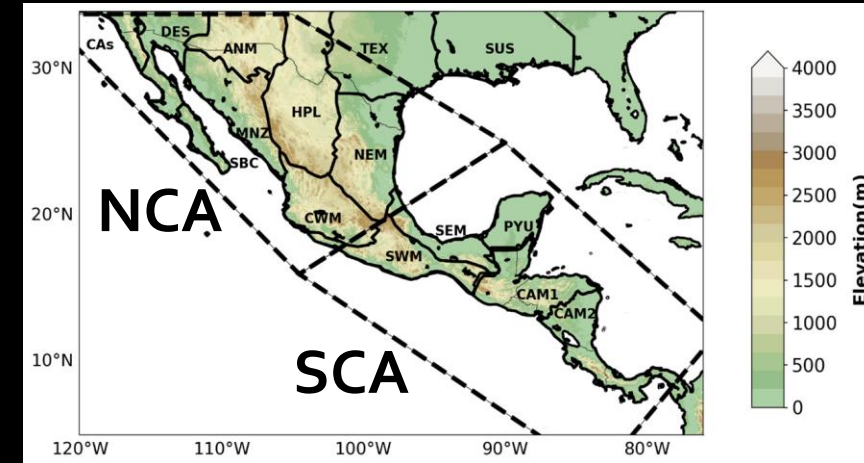 CAs
DES
ANM
TEX
SUS
30°N
HPL
MNZ
NEM
SBC
NCA
20°N
CWM
SEM
PYU
SWM
CAM1
CAM2
SCA
10°N
120°W
110°W
100°W
90°W
80°W
4000
3500
3000
2500
2000
1500
1000
500
0
Elevation(m)